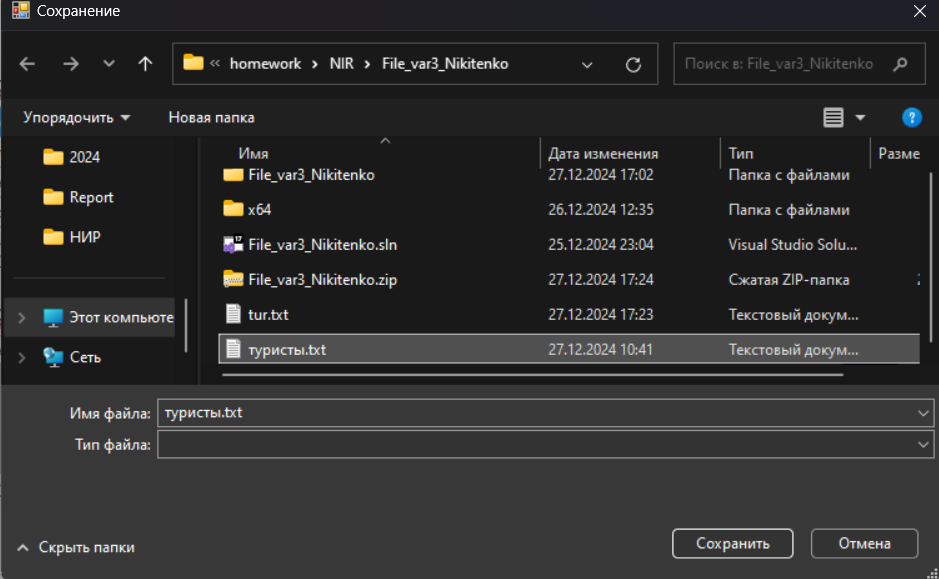 Сохранение
« homework › NIR › File_var3_Nikitenko
Поиск в: File_var3_Nikitenko
Упорядочить Новая папка
Имя Дата изменения Тип Разме
2024
Report
НИР
Этот компьюте
Сеть
File_var3_Nikitenko 27.12.2024 17:02 Папка с файлами
x64 26.12.2024 12:35 Папка с файлами
File_var3_Nikitenko.sln 25.12.2024 23:04 Visual Studio Solu...
File_var3_Nikitenko.zip 27.12.2024 17:24 Сжатая ZIP-папка
tur.txt 27.12.2024 17:23 Текстовый докум...
туристы.txt 27.12.2024 10:41 Текстовый докум...
Имя файла: туристы.txt
Тип файла:
Скрыть папки
Сохранить Отмена